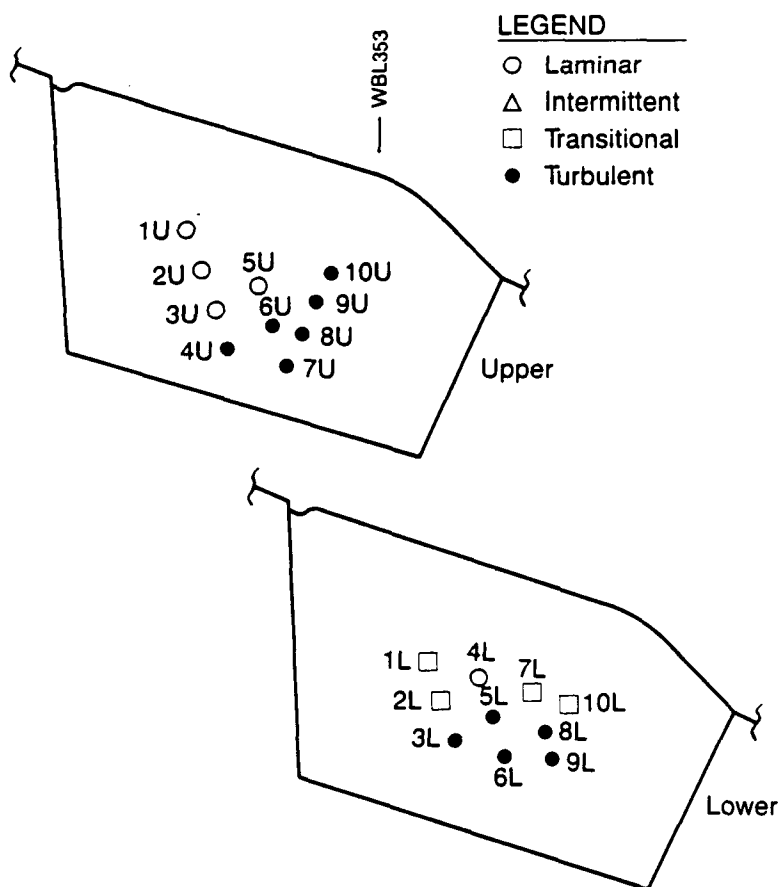 LEGEND
Laminar
Intermittent
Transitional
Turbulent
WBL353
1U
2U
5U
10U
3U
6U
9U
4U
8U
7U
Upper
1L
4L
7L
2L
5L
10L
3L
8L
6L
9L
Lower